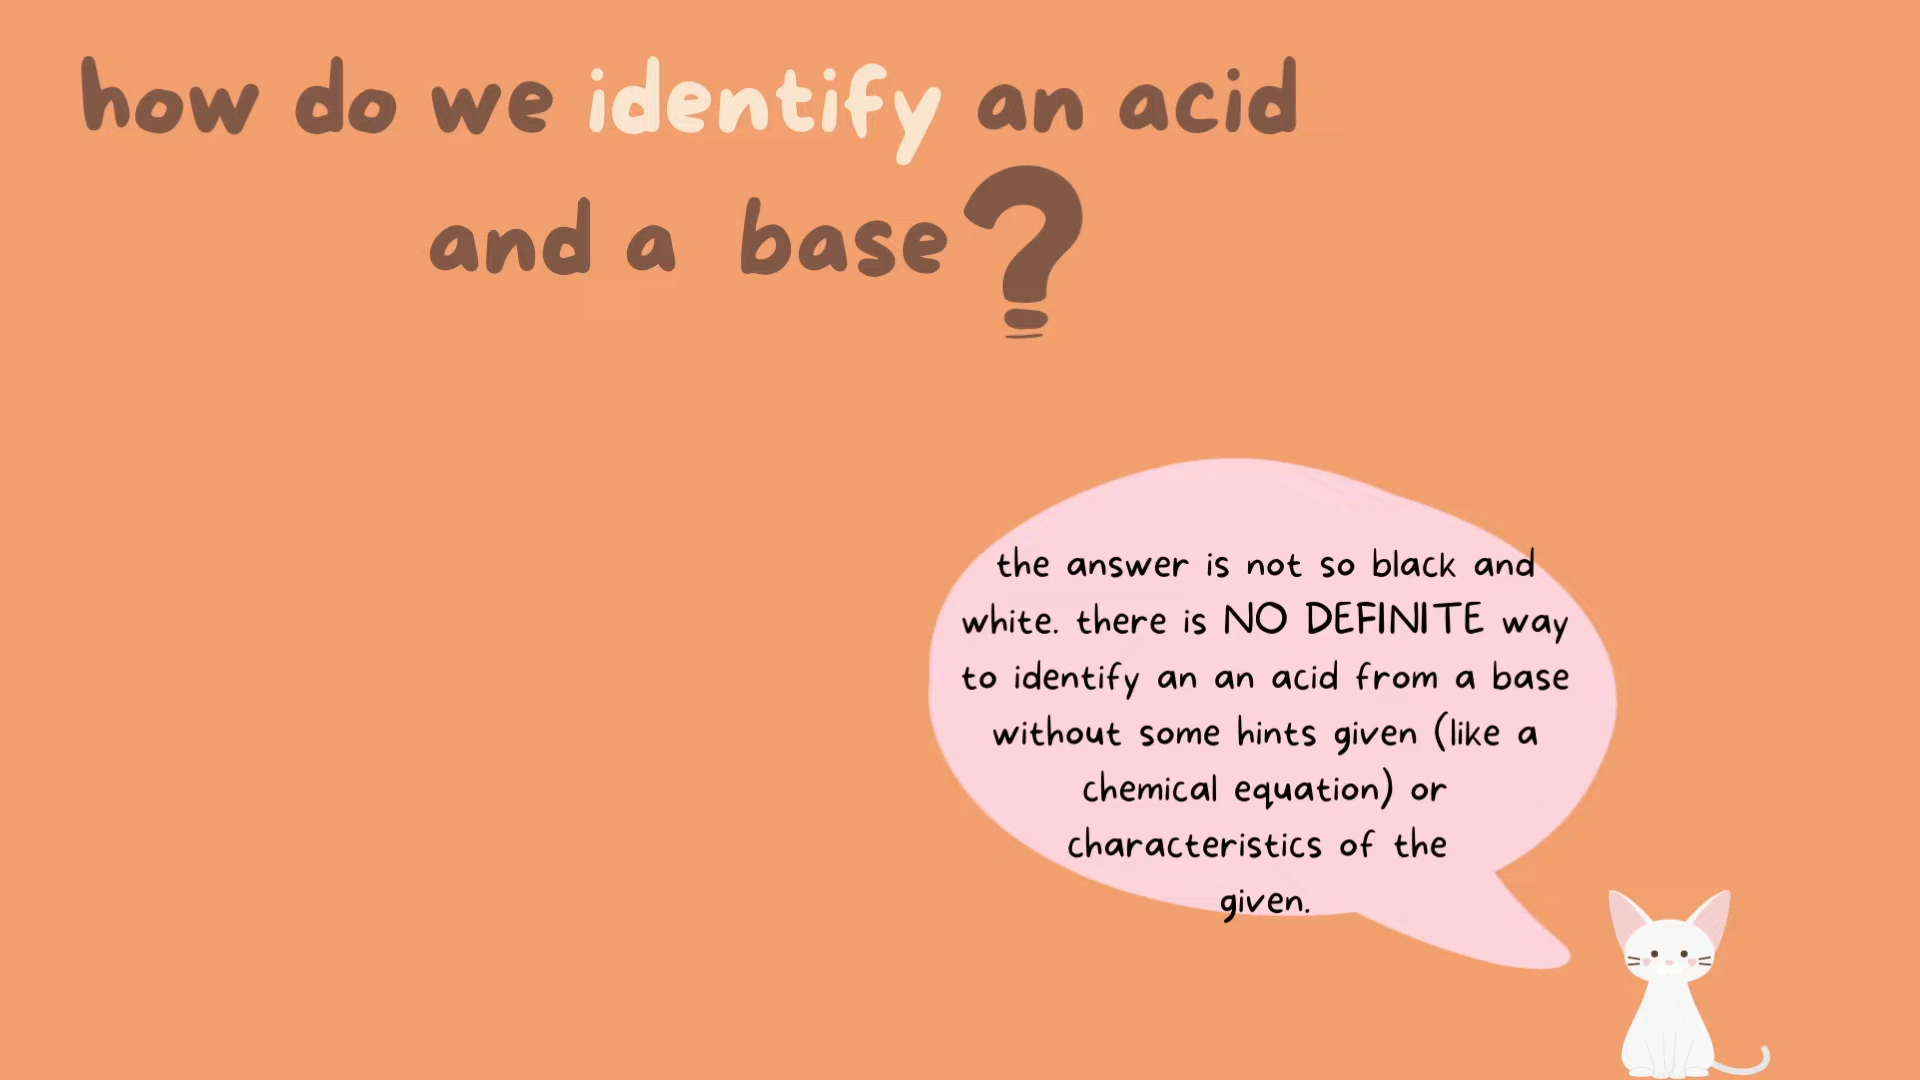 how do we identify an acid
and a base?
the answer is not so black and
white. there is NO DEFINITE way
to identify an an acid from a base
without some hints given (like a
chemical equation) or
characteristics of the
given.